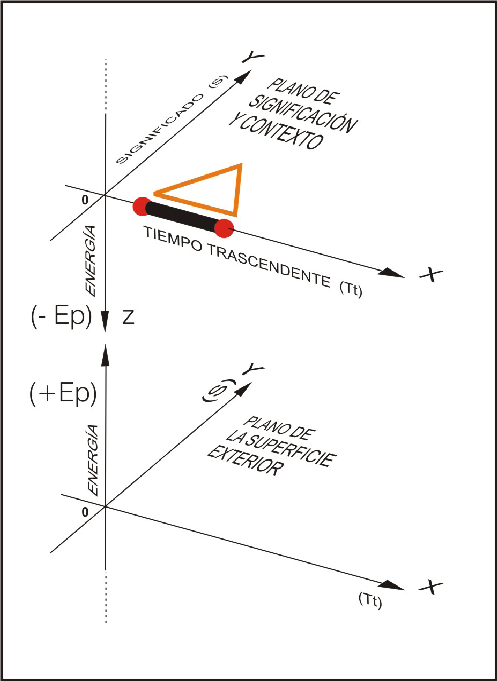 Y
SIGNIFICADO (S)
PLANO DE
SIGNIFICACIÓN
Y CONTEXTO
0
TIEMPO TRASCENDENTE (Tt)
X
ENERGÍA
(- Ep)
Z
(+Ep)
Y
(S)
PLANO DE
LA SUPERFICIE
EXTERIOR
ENERGÍA
0
X
(Tt)